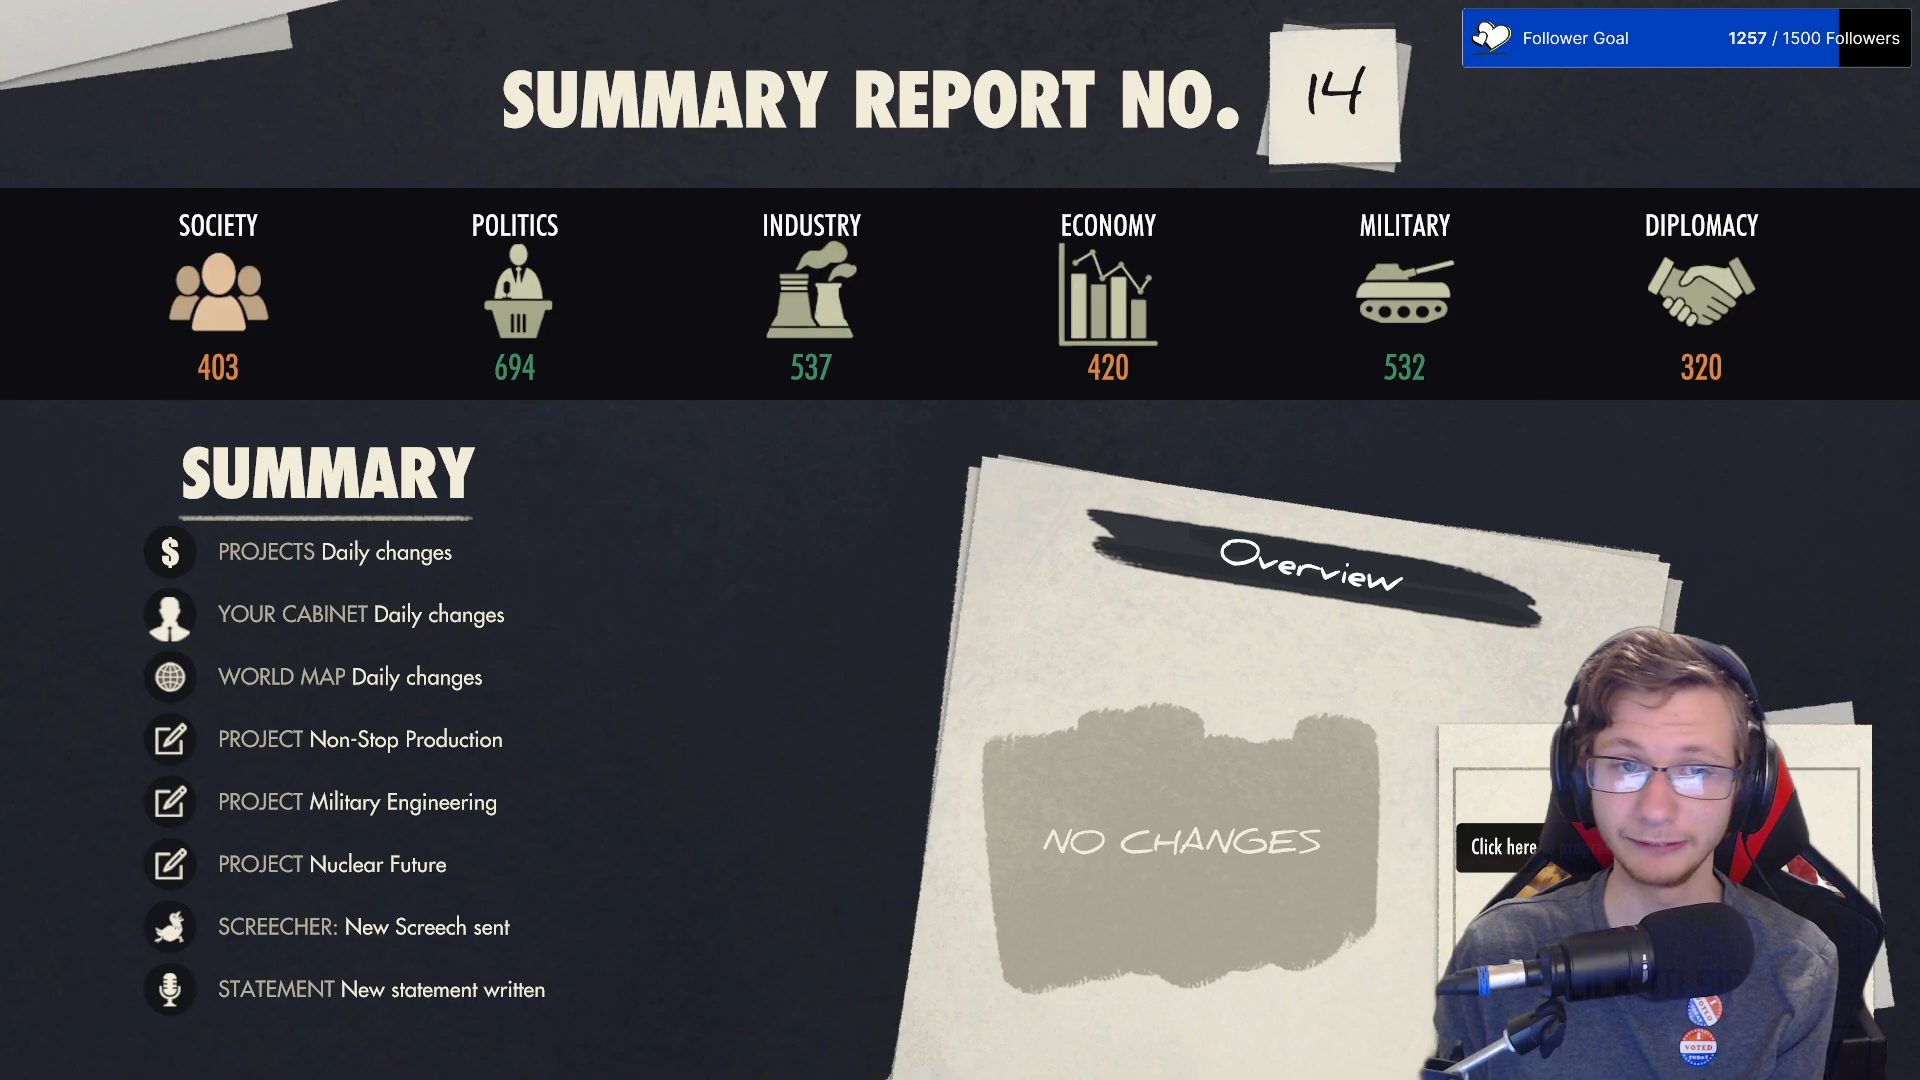 Follower Goal 1257 / 1500 Followers
SUMMARY REPORT NO. 14
SOCIETY POLITICS INDUSTRY ECONOMY MILITARY DIPLOMACY
403 694 537 420 532 320
SUMMARY
PROJECTS Daily changes
YOUR CABINET Daily changes
WORLD MAP Daily changes
PROJECT Non-Stop Production
PROJECT Military Engineering
PROJECT Nuclear Future
SCREECHER: New Screech sent
STATEMENT New statement written
Overview
NO CHANGES
Click here
I VOTED TODAY